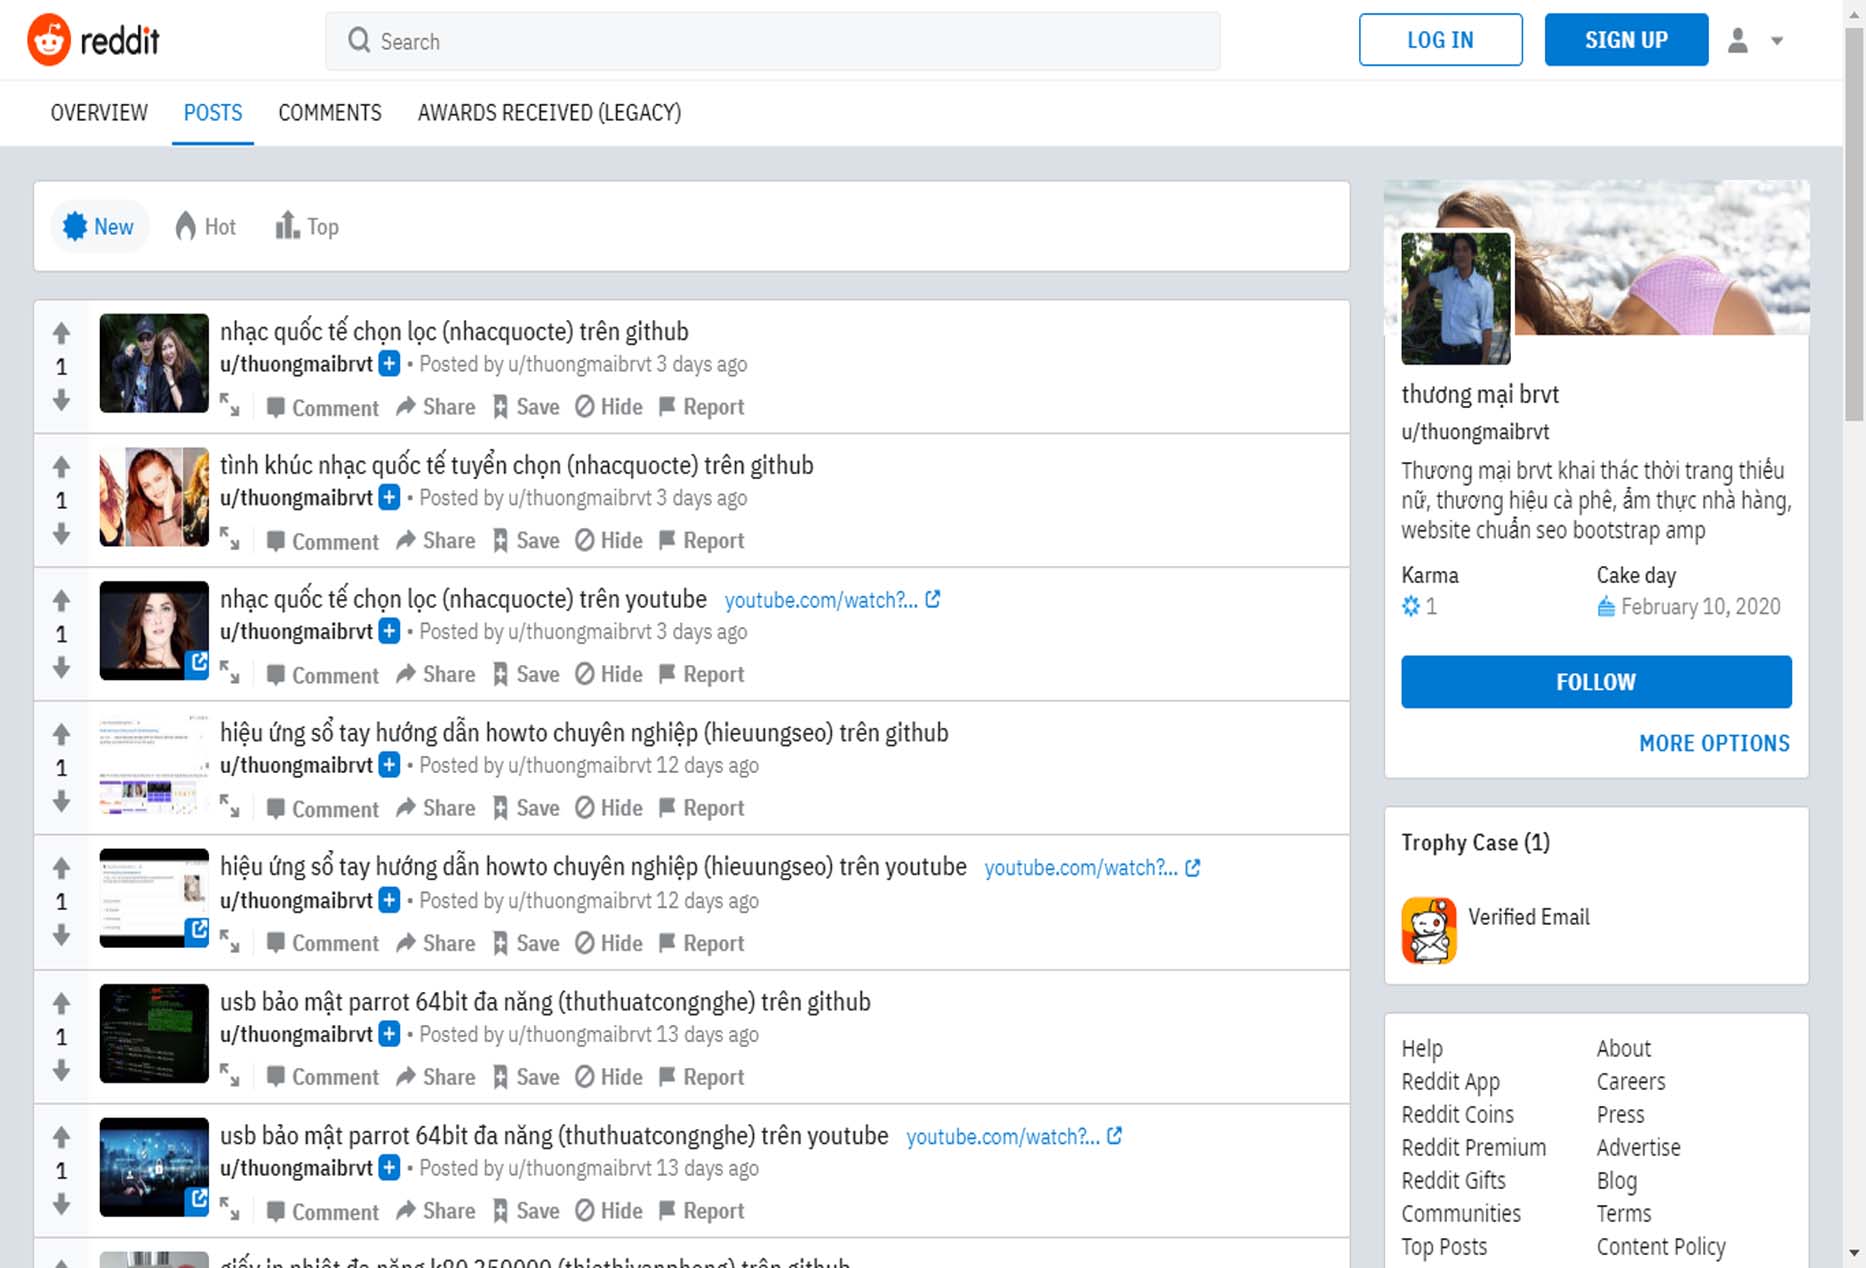 reddit
Search
LOG IN
SIGN UP
OVERVIEW
POSTS
COMMENTS
AWARDS RECEIVED (LEGACY)
New
Hot
Top
1
nhạc quốc tế chọn lọc (nhacquocte) trên github
u/thuongmaibrvt • Posted by u/thuongmaibrvt 3 days ago
Comment Share Save Hide Report
1
tình khúc nhạc quốc tế tuyển chọn (nhacquocte) trên github
u/thuongmaibrvt • Posted by u/thuongmaibrvt 3 days ago
Comment Share Save Hide Report
1
nhạc quốc tế chọn lọc (nhacquocte) trên youtube youtube.com/watch?...
u/thuongmaibrvt • Posted by u/thuongmaibrvt 3 days ago
Comment Share Save Hide Report
1
hiệu ứng sổ tay hướng dẫn howto chuyên nghiệp (hieuungseo) trên github
u/thuongmaibrvt • Posted by u/thuongmaibrvt 12 days ago
Comment Share Save Hide Report
1
hiệu ứng sổ tay hướng dẫn howto chuyên nghiệp (hieuungseo) trên youtube youtube.com/watch?...
u/thuongmaibrvt • Posted by u/thuongmaibrvt 12 days ago
Comment Share Save Hide Report
1
usb bảo mật parrot 64bit đa năng (thuthuatcongnghe) trên github
u/thuongmaibrvt • Posted by u/thuongmaibrvt 13 days ago
Comment Share Save Hide Report
1
usb bảo mật parrot 64bit đa năng (thuthuatcongnghe) trên youtube youtube.com/watch?...
u/thuongmaibrvt • Posted by u/thuongmaibrvt 13 days ago
Comment Share Save Hide Report
giấy in nhiệt đa năng k80 250000 (thietbivanphong) trên github
thương mại brvt
u/thuongmaibrvt
Thương mại brvt khai thác thời trang thiếu
nữ, thương hiệu cà phê, ẩm thực nhà hàng,
website chuẩn seo bootstrap amp
Karma
1
Cake day
February 10, 2020
FOLLOW
MORE OPTIONS
Trophy Case (1)
Verified Email
Help
About
Reddit App
Careers
Reddit Coins
Press
Reddit Premium
Advertise
Reddit Gifts
Blog
Communities
Terms
Top Posts
Content Policy